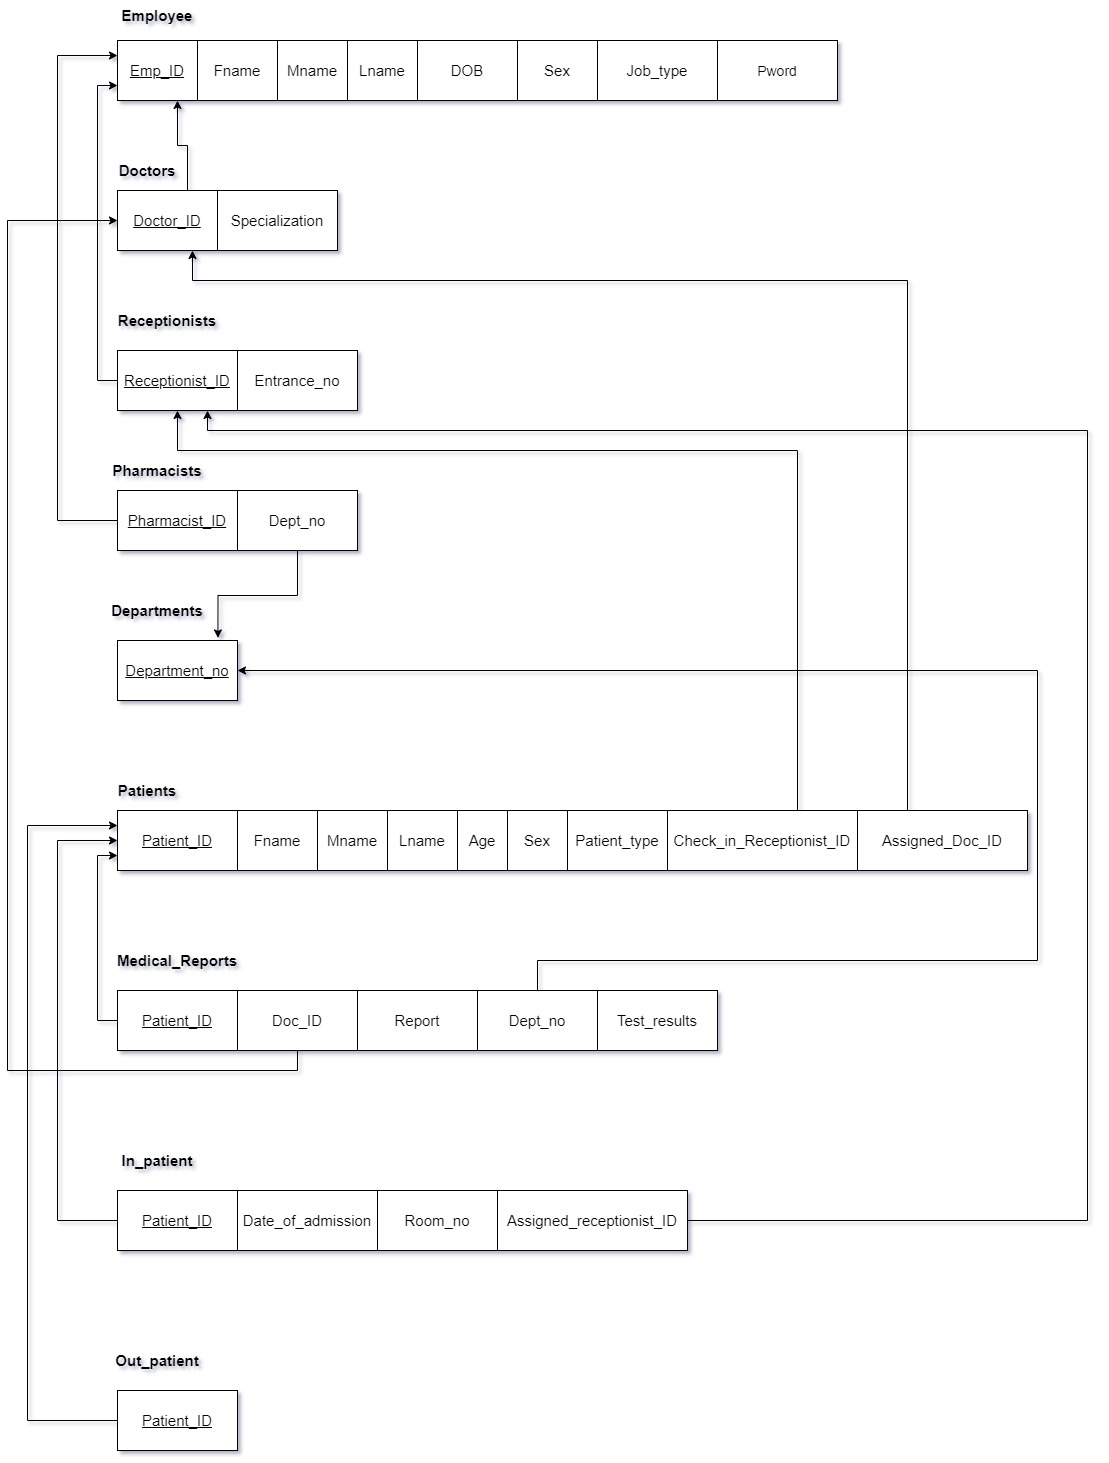 Employee
Emp_ID Fname Mname Lname DOB Sex Job_type Pword
Doctors
Doctor_ID Specialization
Receptionists
Receptionist_ID Entrance_no
Pharmacists
Pharmacist_ID Dept_no
Departments
Department_no
Patients
Patient_ID Fname Mname Lname Age Sex Patient_type Check_in_Receptionist_ID Assigned_Doc_ID
Medical_Reports
Patient_ID Doc_ID Report Dept_no Test_results
In_patient
Patient_ID Date_of_admission Room_no Assigned_receptionist_ID
Out_patient
Patient_ID